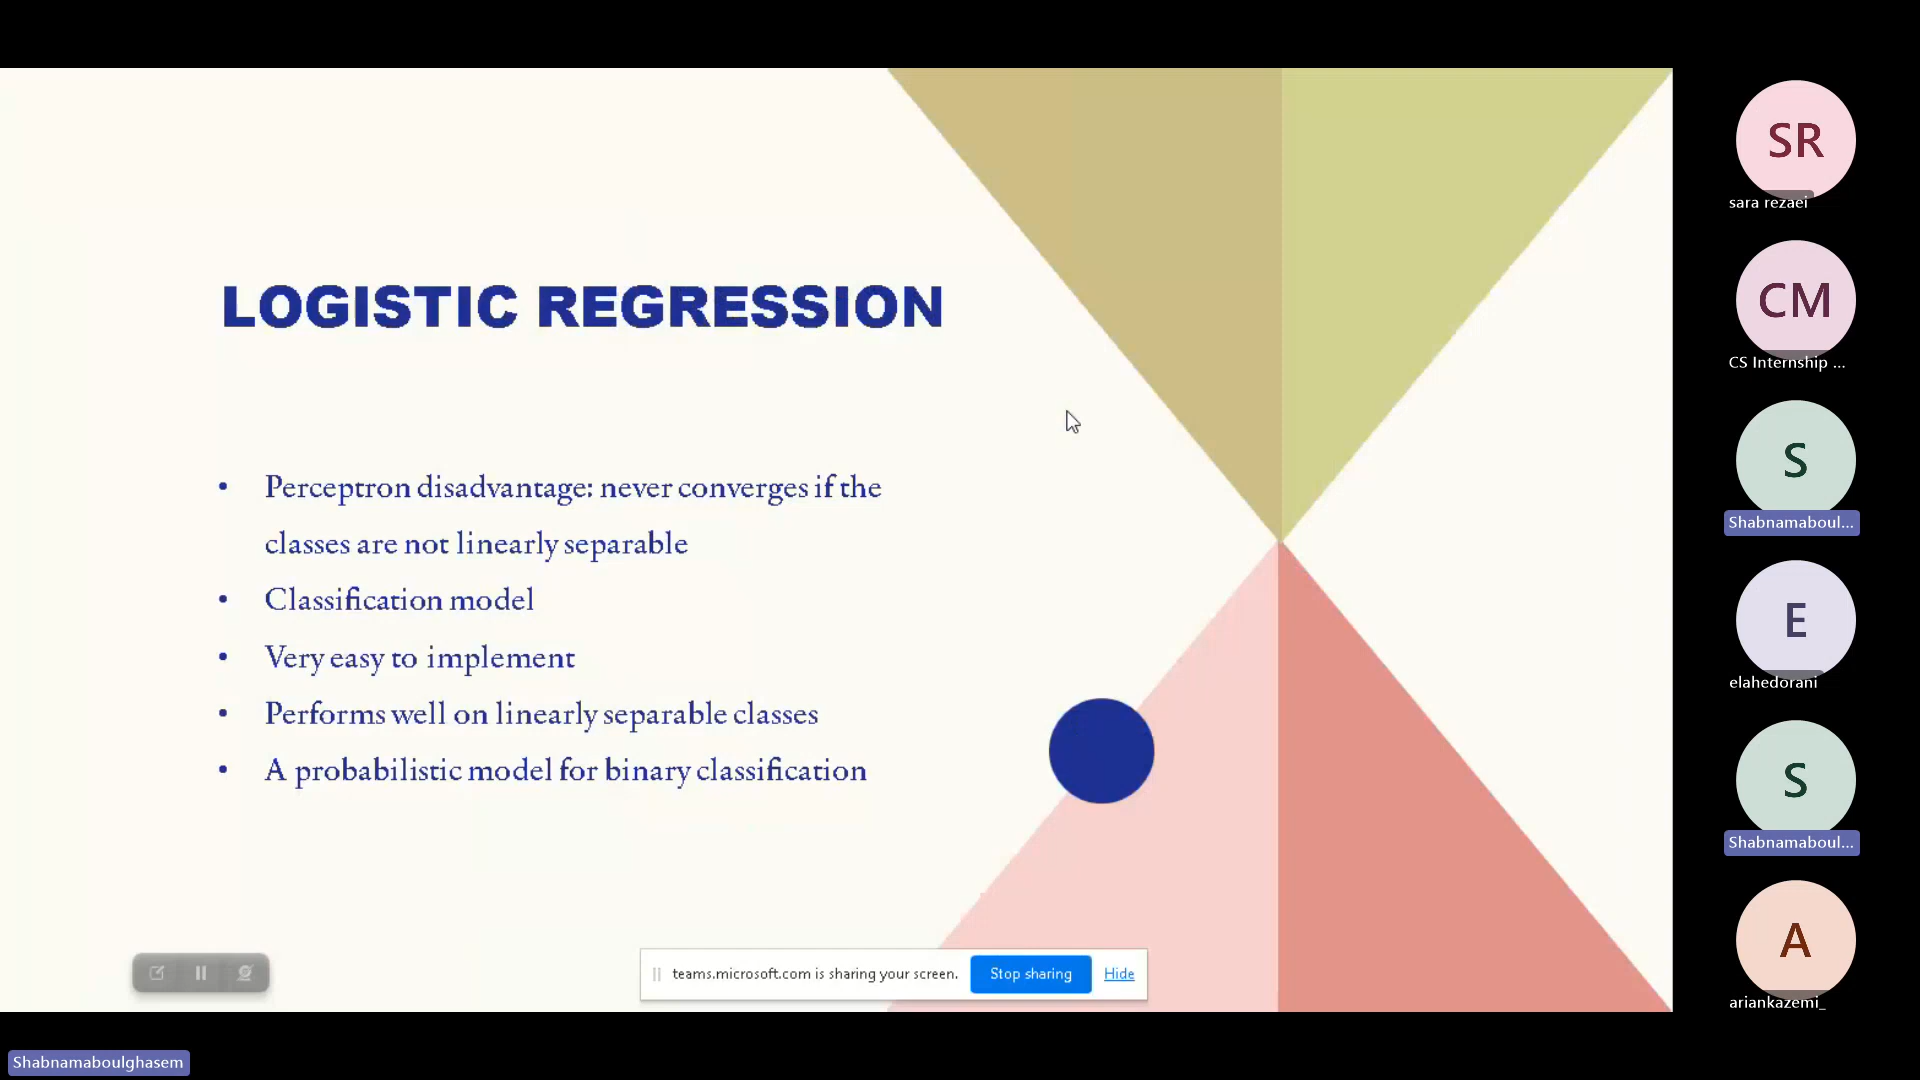 LOGISTIC REGRESSION
• Perceptron disadvantage: never converges if the
classes are not linearly separable
• Classification model
• Very easy to implement
• Performs well on linearly separable classes
• A probabilistic model for binary classification
teams.microsoft.com is sharing your screen.
Stop sharing
Hide
Shabnamaboulghasem
SR
sara rezaei
CM
CS Internship ...
S
Shabnamaboul...
E
elahedorani
S
Shabnamaboul...
A
ariankazemi_